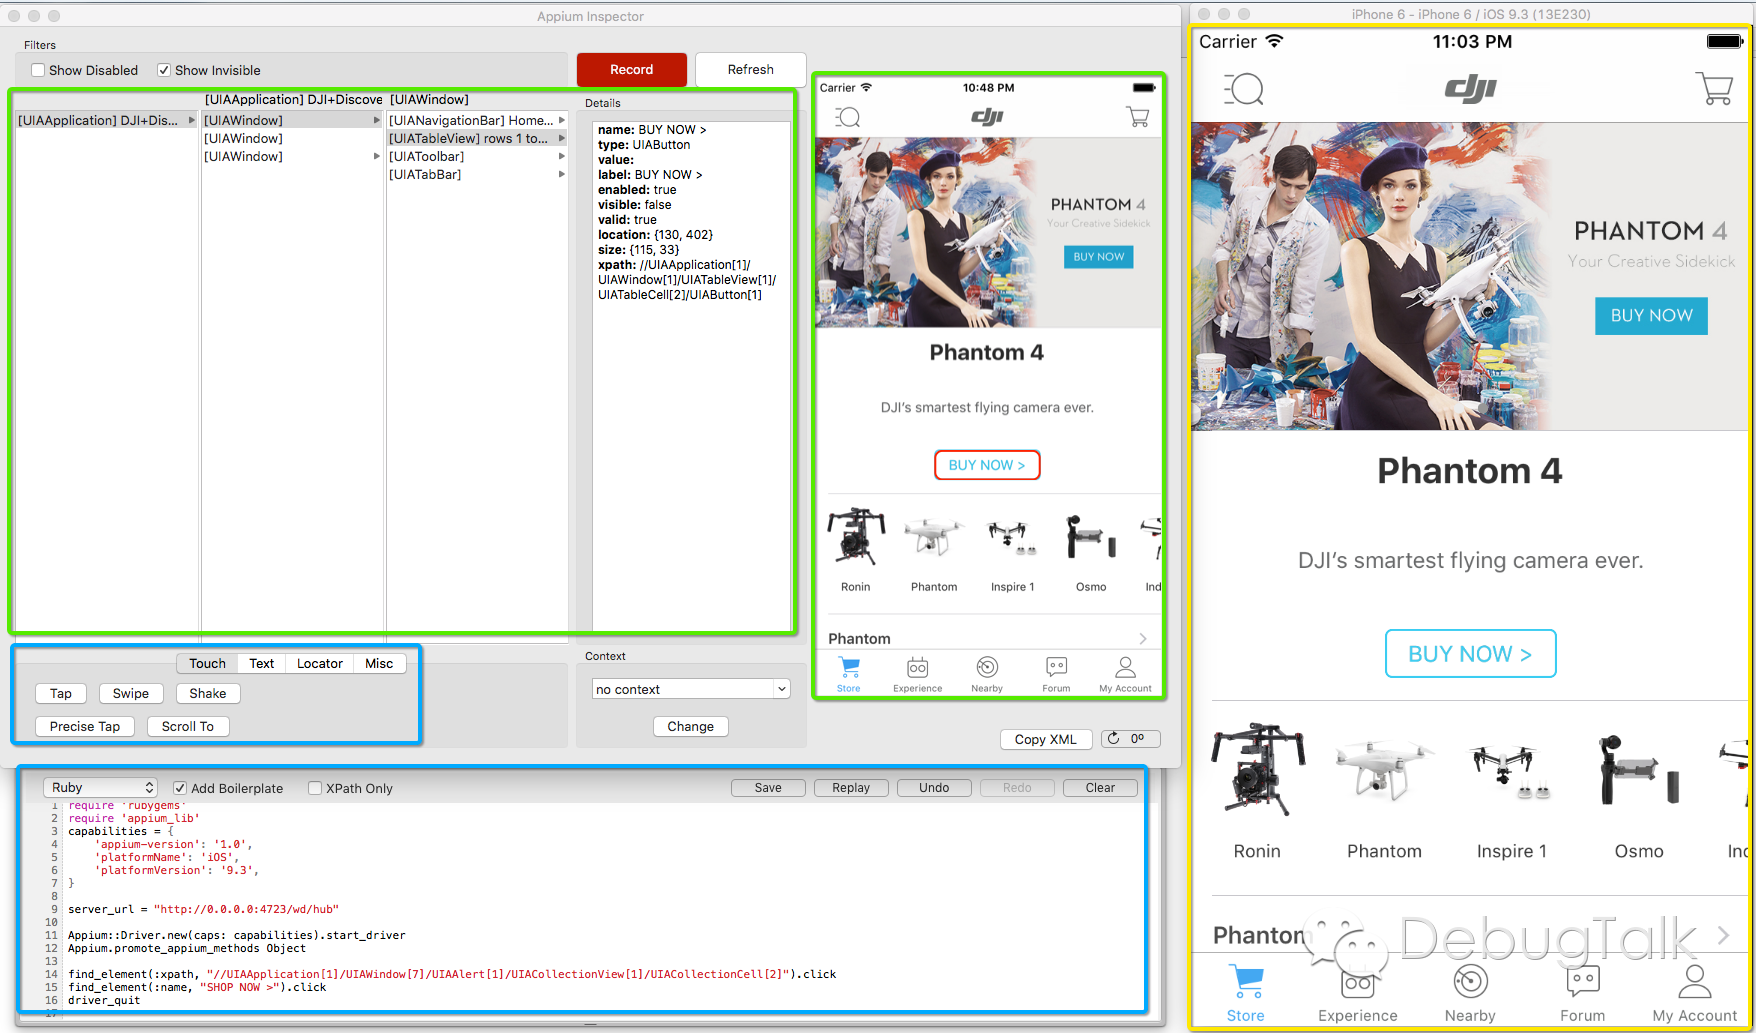 Appium Inspector
Filters
Show Disabled
Show Invisible
Record
Refresh
[UIAApplication] DJI+Discove
[UIAWindow]
[UIAApplication] DJI+Dis...
[UIAWindow]
[UIAWindow]
[UIAWindow]
[UIANavigationBar] Home...
[UIATableView] rows 1 to...
[UIAToolbar]
[UIATabBar]
Details
name: BUY NOW >
type: UIAButton
value:
label: BUY NOW >
enabled: true
visible: false
valid: true
location: {130, 402}
size: {115, 33}
xpath: //UIAApplication[1]/
UIAWindow[1]/UIATableView[1]/
UIATableCell[2]/UIAButton[1]
Carrier
10:48 PM
dji
PHANTOM 4
Your Creative Sidekick
BUY NOW
Phantom 4
DJI's smartest flying camera ever.
BUY NOW >
Ronin
Phantom
Inspire 1
Osmo
Ind
Phantom
Store
Experience
Nearby
Forum
My Account
Touch
Text
Locator
Misc
Tap
Swipe
Shake
Precise Tap
Scroll To
Context
no context
Change
Copy XML
0º
Ruby
Add Boilerplate
XPath Only
Save
Replay
Undo
Redo
Clear
1 require 'rubygems'
2 require 'appium_lib'
3 capabilities = {
4 'appium-version': '1.0',
5 'platformName': 'iOS',
6 'platformVersion': '9.3',
7 }
8
9 server_url = "http://0.0.0.0:4723/wd/hub"
10
11 Appium::Driver.new(caps: capabilities).start_driver
12 Appium.promote_appium_methods Object
13
14 find_element(:xpath, "//UIAApplication[1]/UIAWindow[7]/UIAAlert[1]/UIACollectionView[1]/UIACollectionCell[2]").click
15 find_element(:name, "SHOP NOW >").click
16 driver_quit
17
iPhone 6 - iPhone 6 / iOS 9.3 (13E230)
Carrier
11:03 PM
dji
PHANTOM 4
Your Creative Sidekick
BUY NOW
Phantom 4
DJI's smartest flying camera ever.
BUY NOW >
Ronin
Phantom
Inspire 1
Osmo
Ind
Phantom
DebugTalk
Store
Experience
Nearby
Forum
My Account